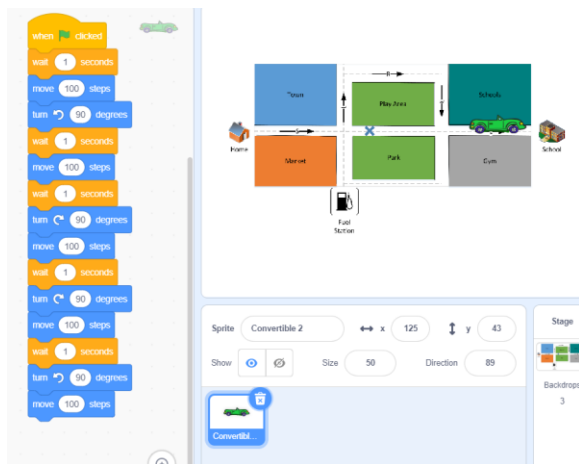 when clicked
wait 1 seconds
move 100 steps
turn 90 degrees
wait 1 seconds
move 100 steps
wait 1 seconds
turn 90 degrees
move 100 steps
wait 1 seconds
turn 90 degrees
move 100 steps
wait 1 seconds
turn 90 degrees
move 100 steps
Town
Play Area
Schools
Home
School
Market
Park
Gym
Fuel
Station
Sprite Convertible 2 x 125 y 43
Show Size 50 Direction 89
Convertibl...
Stage
Backdrops
3